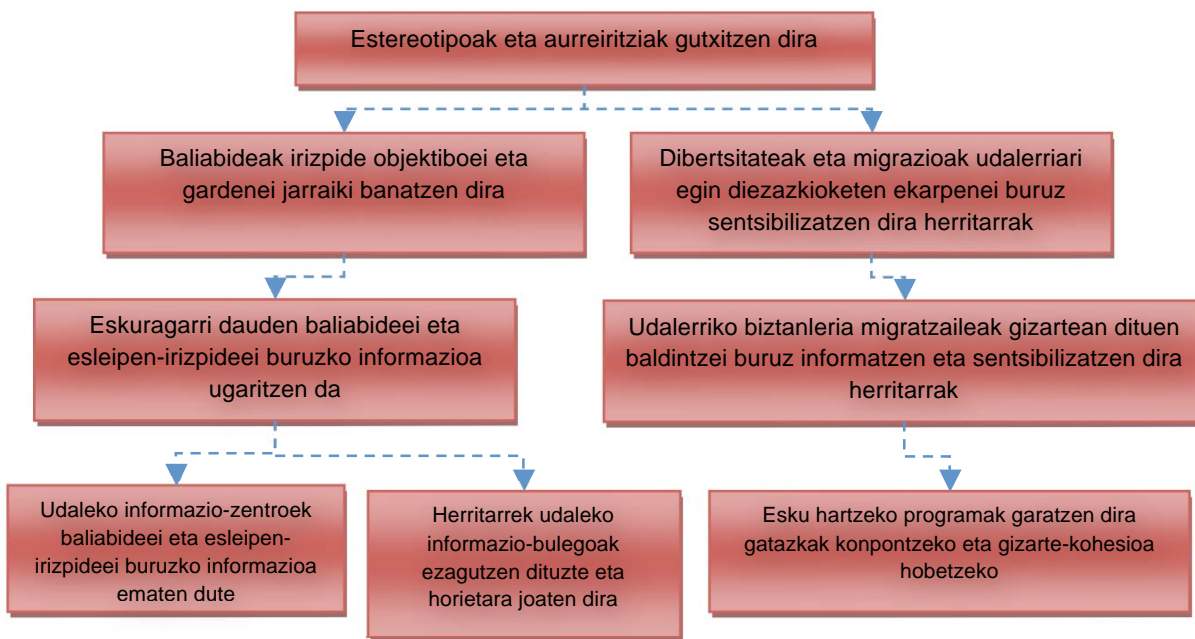 Estereotipoak eta aurreiritziak gutxitzen dira
Baliabideak irizpide objektiboei eta
gardenei jarraiki banatzen dira
Dibertsitateak eta migrazioak udalerriari
egin diezazkioketen ekarpenei buruz
sentsibilizatzen dira herritarrak
Eskuragarri dauden baliabideei eta
esleipen-irizpideei buruzko informazioa
ugaritzen da
Udalerriko biztanleria migratzaileak gizartean dituen
baldintzei buruz informatzen eta sentsibilizatzen dira
herritarrak
Udaleko informazio-zentroek
baliabideei eta esleipen-
irizpideei buruzko informazioa
ematen dute
Herritarrek udaleko
informazio-bulegoak
ezagutzen dituzte eta
horietara joaten dira
Esku hartzeko programak garatzen dira
gatazkak konpontzeko eta gizarte-kohesioa
hobetzeko